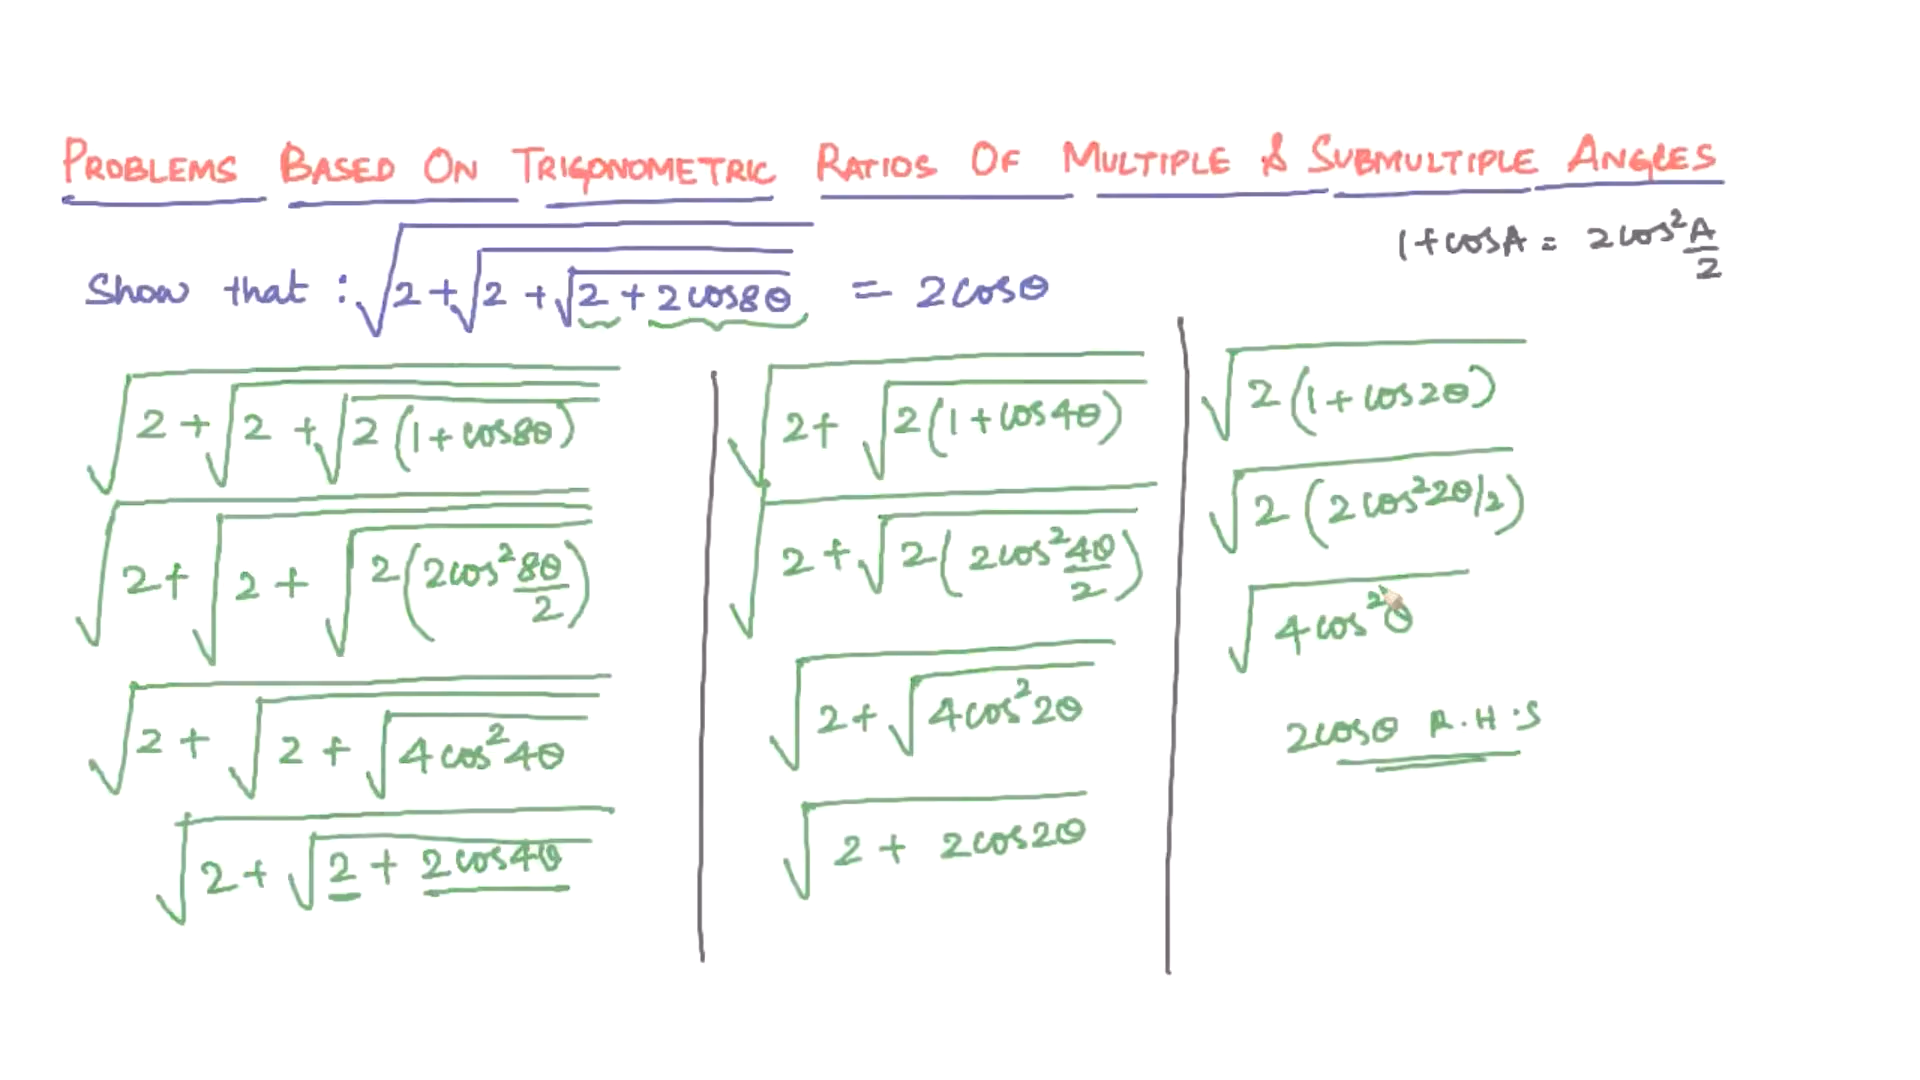 PROBLEMS BASED ON TRIGONOMETRIC RATIOS OF MULTIPLE & SUBMULTIPLE ANGLES
1+cosA = 2cos²A/2
Show that : √(2+√(2+√(2+2cos8θ))) = 2cosθ
√(2+√(2+√(2(1+cos8θ))))
√(2+√(2+√(2(2cos²8θ/2))))
√(2+√(2+√(4cos²4θ)))
√(2+√(2+2cos4θ))
√(2+√(2(1+cos4θ)))
√(2+√(2(2cos²4θ/2)))
√(2+√(4cos²2θ))
√(2+2cos2θ)
√(2(1+cos2θ))
√(2(2cos²2θ/2))
√(4cos²θ)
2cosθ R.H.S